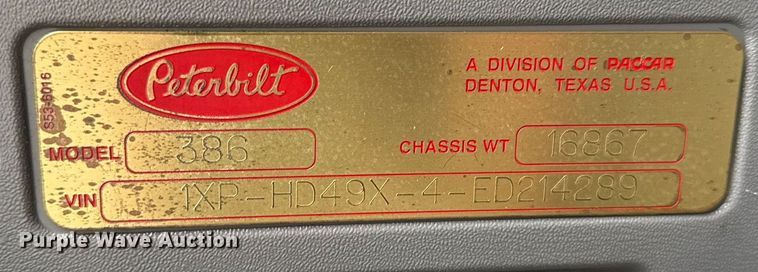 Peterbilt
A DIVISION OF PACCAR
DENTON, TEXAS U.S.A.
S53-6016
MODEL 386 CHASSIS WT 16867
VIN 1XP-HD49X-4-ED214289
Purple Wave Auction